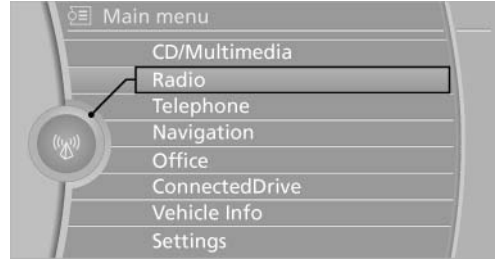 Main menu
CD/Multimedia
Radio
Telephone
Navigation
Office
ConnectedDrive
Vehicle Info
Settings